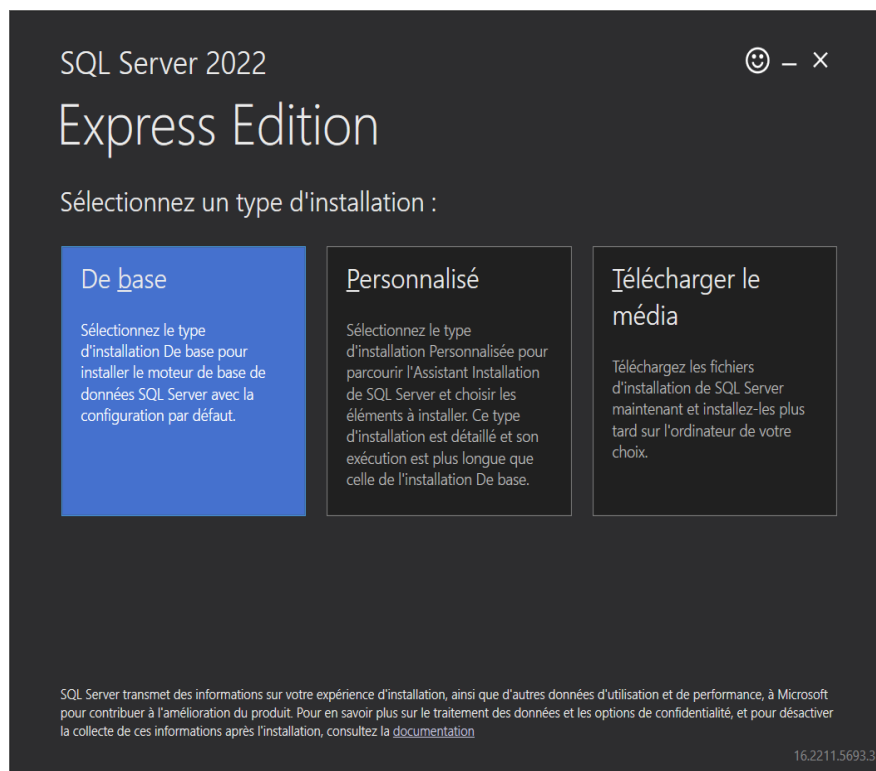 SQL Server 2022
Express Edition
Sélectionnez un type d'installation :
De base
Sélectionnez le type
d'installation De base pour
installer le moteur de base de
données SQL Server avec la
configuration par défaut.
Personnalisé
Sélectionnez le type
d'installation Personnalisée pour
parcourir l'Assistant Installation
de SQL Server et choisir les
éléments à installer. Ce type
d'installation est détaillé et son
exécution est plus longue que
celle de l'installation De base.
Télécharger le
média
Téléchargez les fichiers
d'installation de SQL Server
maintenant et installez-les plus
tard sur l'ordinateur de votre
choix.
SQL Server transmet des informations sur votre expérience d'installation, ainsi que d'autres données d'utilisation et de performance, à Microsoft
pour contribuer à l'amélioration du produit. Pour en savoir plus sur le traitement des données et les options de confidentialité, et pour désactiver
la collecte de ces informations après l'installation, consultez la documentation
16.2211.5693.3